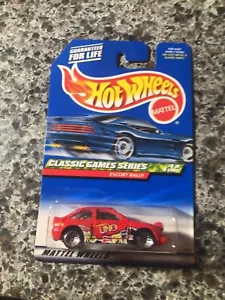 GUARANTEED
FOR LIFE
Hot Wheels
MATTEL
CLASSIC GAMES SERIES
ESCORT RALLY
UNO
MATTEL WHEELS